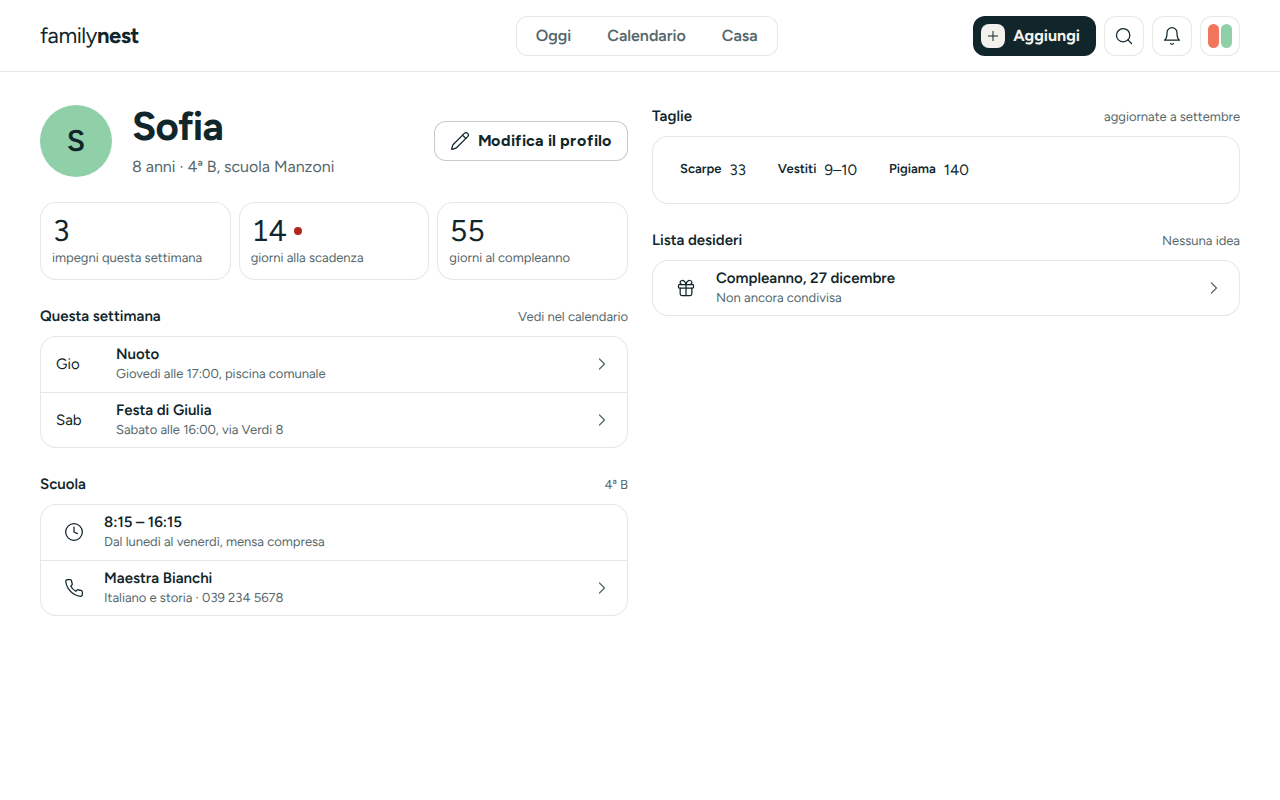 familynest
Oggi
Calendario
Casa
Aggiungi
S
Sofia
8 anni · 4ª B, scuola Manzoni
Modifica il profilo
3
impegni questa settimana
14
giorni alla scadenza
55
giorni al compleanno
Questa settimana
Vedi nel calendario
Gio
Nuoto
Giovedì alle 17:00, piscina comunale
Sab
Festa di Giulia
Sabato alle 16:00, via Verdi 8
Scuola
4ª B
8:15 – 16:15
Dal lunedì al venerdì, mensa compresa
Maestra Bianchi
Italiano e storia · 039 234 5678
Taglie
aggiornate a settembre
Scarpe 33
Vestiti 9–10
Pigiama 140
Lista desideri
Nessuna idea
Compleanno, 27 dicembre
Non ancora condivisa